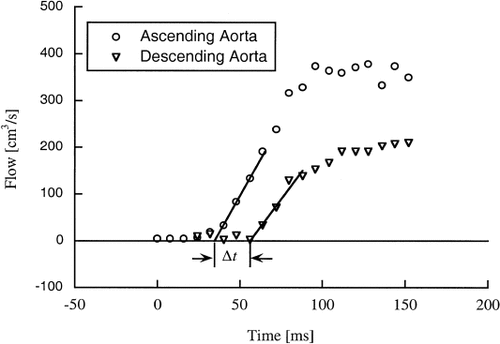 500
Ascending Aorta
Descending Aorta
400
300
200
100
0
-100
Flow [cm³/s]
Δt
-50
0
50
100
150
200
Time [ms]